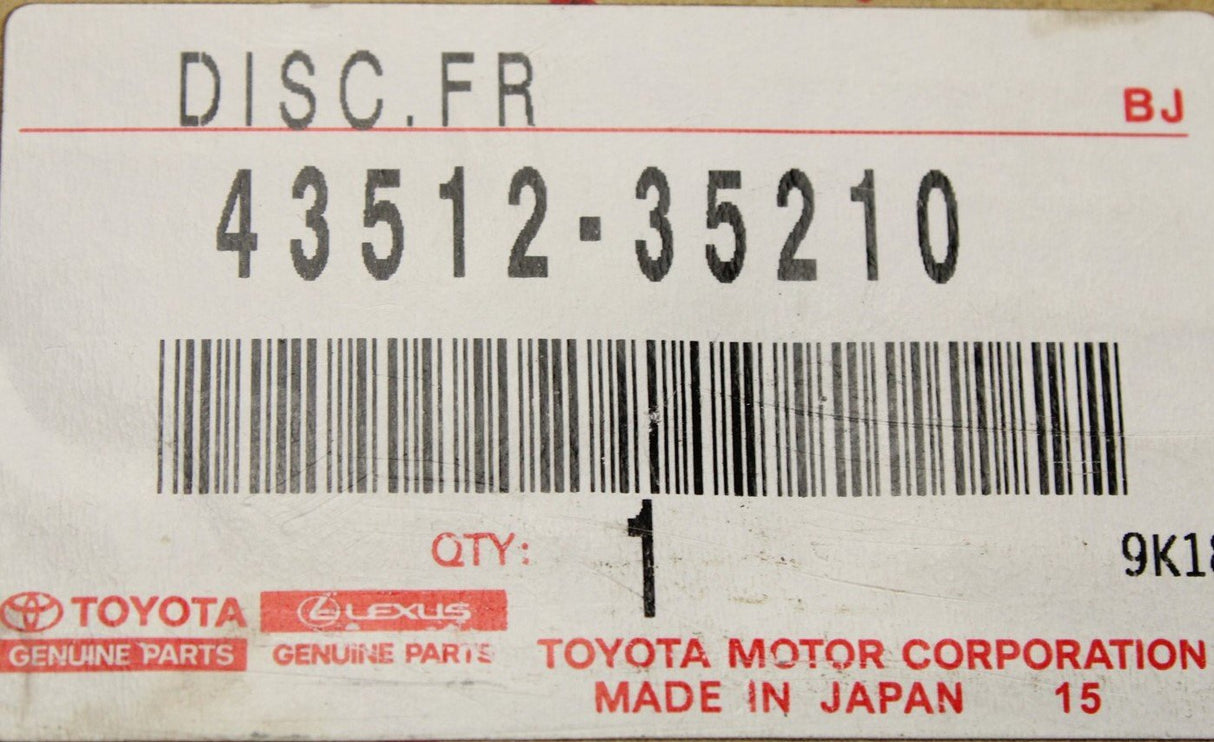 DISC.FR
BJ
43512-35210
QTY: 1
9K18
TOYOTA
GENUINE PARTS
LEXUS
GENUINE PARTS
TOYOTA MOTOR CORPORATION
MADE IN JAPAN 15